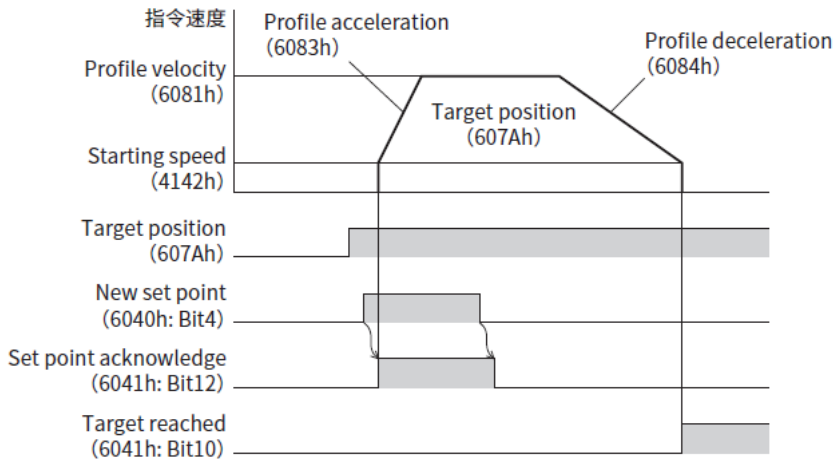 指令速度
Profile acceleration
（6083h）
Profile deceleration
（6084h）
Profile velocity
（6081h）
Target position
（607Ah）
Starting speed
（4142h）
Target position
（607Ah）
New set point
（6040h: Bit4）
Set point acknowledge
（6041h: Bit12）
Target reached
（6041h: Bit10）